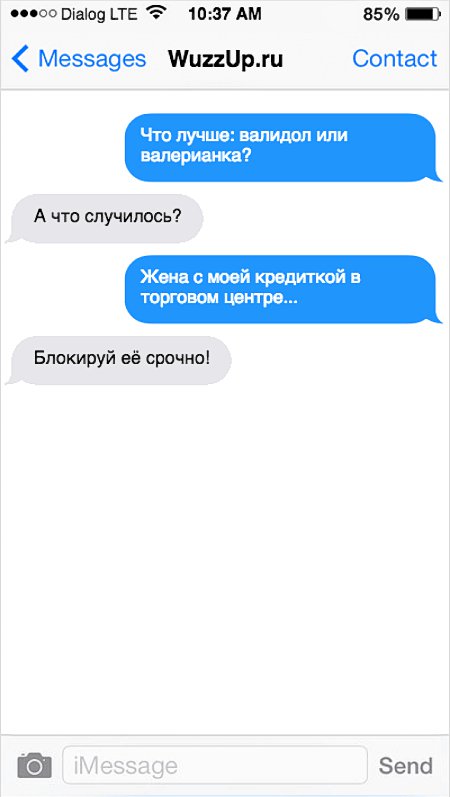 Dialog LTE 10:37 AM 85%
Messages WuzzUp.ru Contact
Что лучше: валидол или
валерианка?
А что случилось?
Жена с моей кредиткой в
торговом центре...
Блокируй её срочно!
iMessage Send